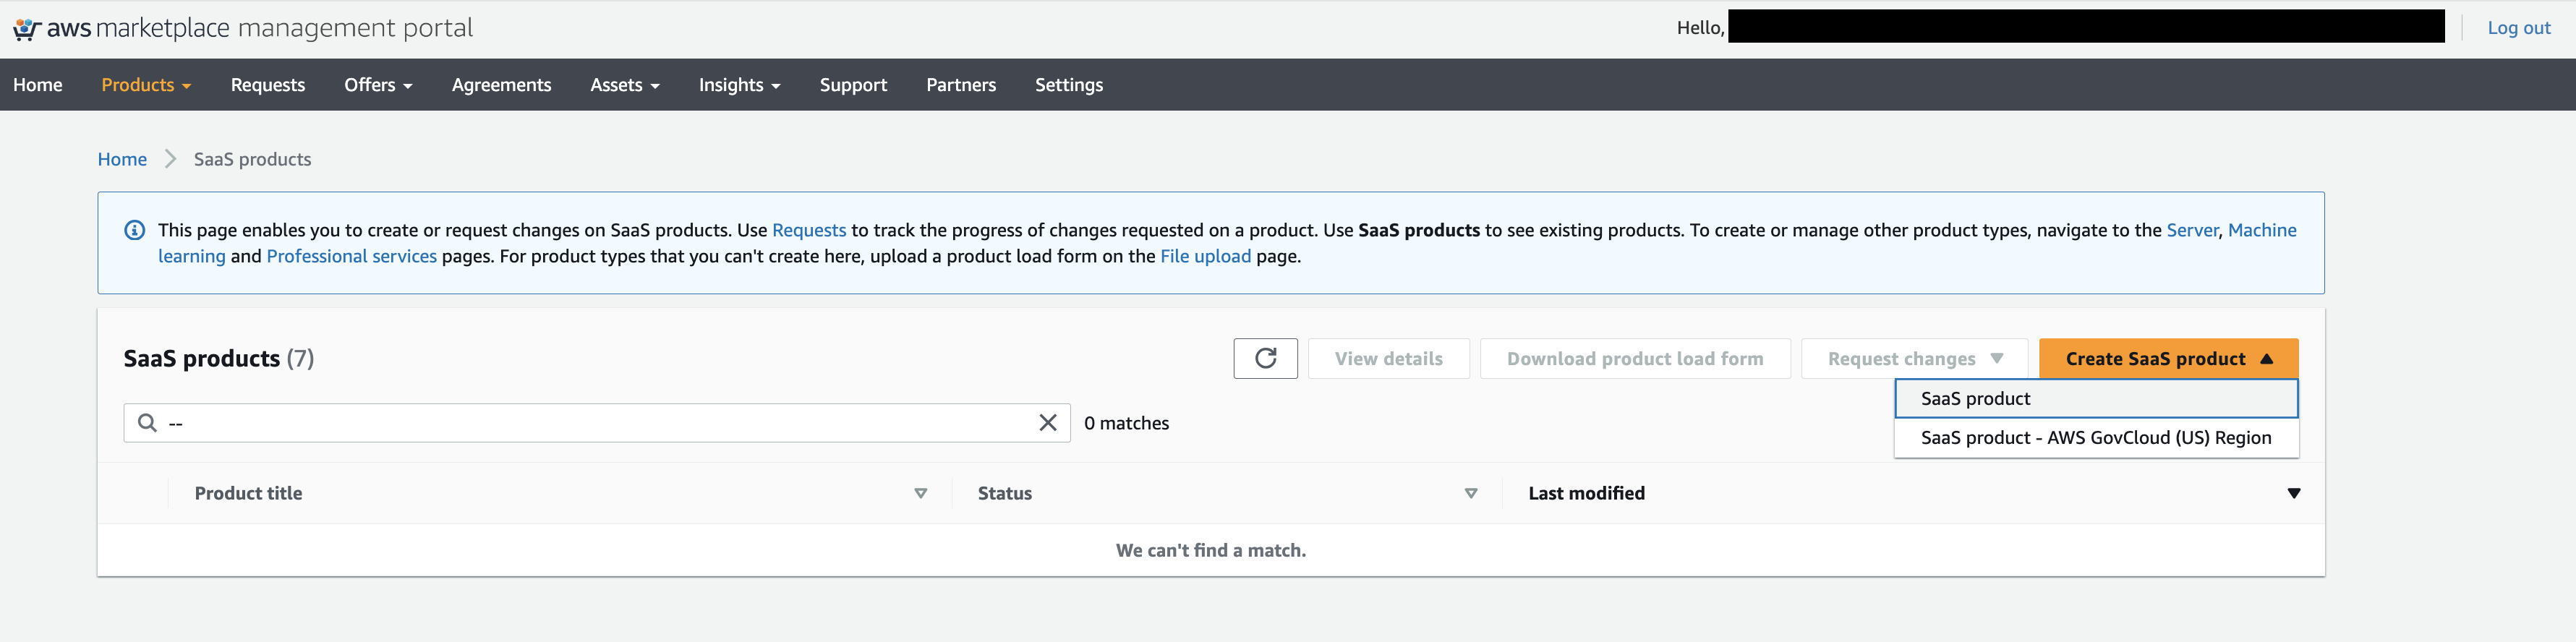 aws marketplace management portal
Hello,
Log out
Home Products Requests Offers Agreements Assets Insights Support Partners Settings
Home SaaS products
This page enables you to create or request changes on SaaS products. Use Requests to track the progress of changes requested on a product. Use SaaS products to see existing products. To create or manage other product types, navigate to the Server, Machine
learning and Professional services pages. For product types that you can't create here, upload a product load form on the File upload page.
SaaS products (7)
View details
Download product load form
Request changes
Create SaaS product
SaaS product
SaaS product - AWS GovCloud (US) Region
--
0 matches
Product title Status Last modified
We can't find a match.